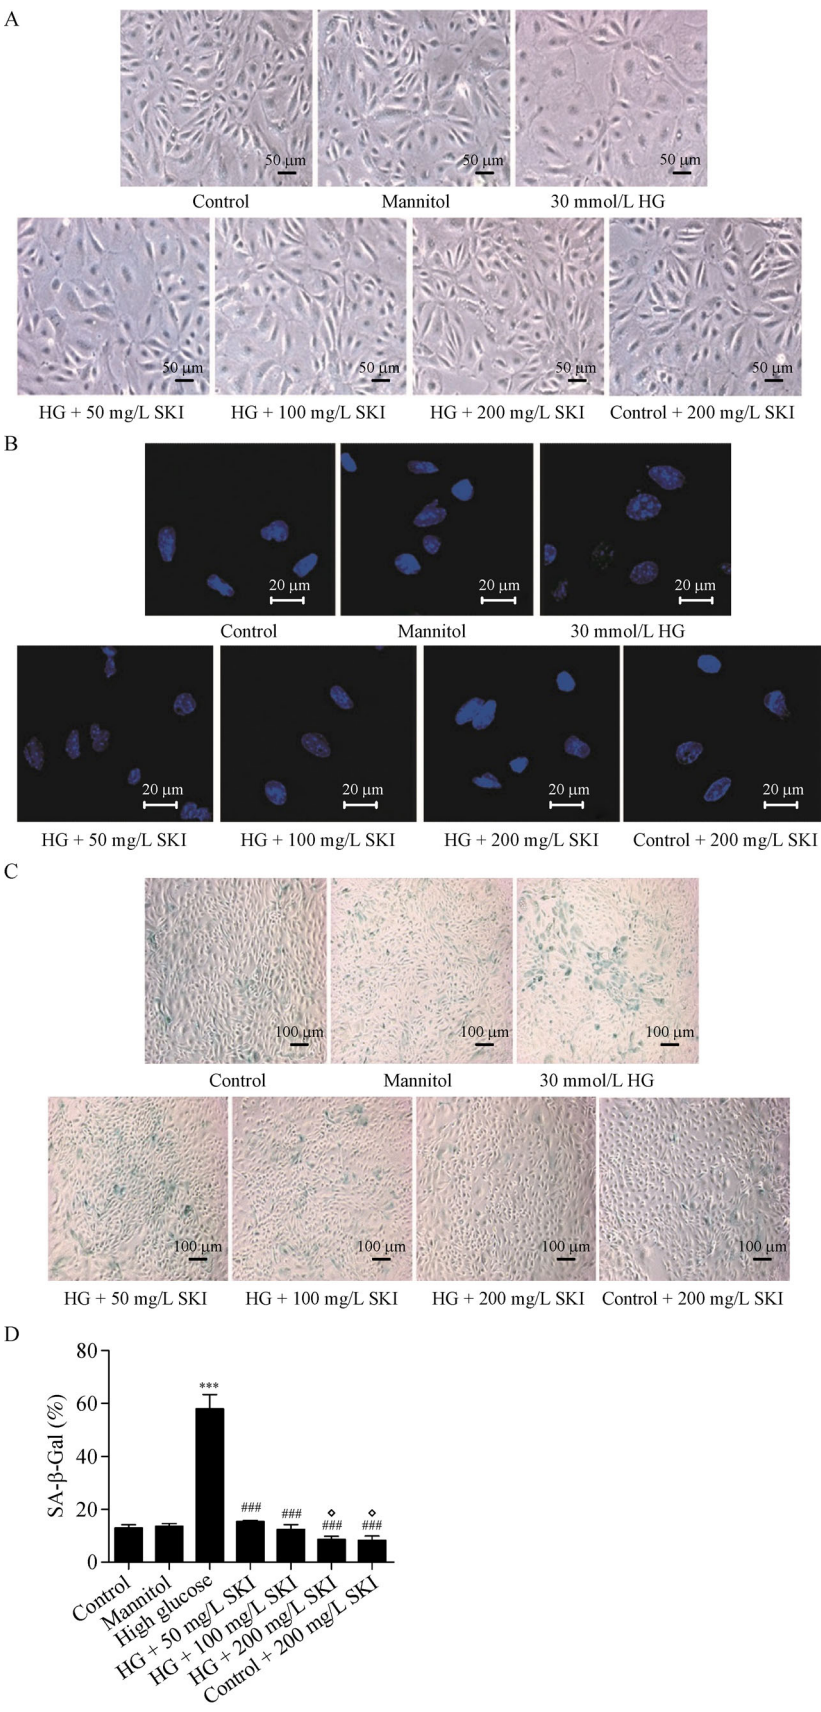 A
50 μm 50 μm 50 μm
Control Mannitol 30 mmol/L HG
50 μm 50 μm 50 μm 50 μm
HG + 50 mg/L SKI HG + 100 mg/L SKI HG + 200 mg/L SKI Control + 200 mg/L SKI
B
20 μm 20 μm 20 μm
Control Mannitol 30 mmol/L HG
20 μm 20 μm 20 μm 20 μm
HG + 50 mg/L SKI HG + 100 mg/L SKI HG + 200 mg/L SKI Control + 200 mg/L SKI
C
100 μm 100 μm 100 μm
Control Mannitol 30 mmol/L HG
100 μm 100 μm 100 μm 100 μm
HG + 50 mg/L SKI HG + 100 mg/L SKI HG + 200 mg/L SKI Control + 200 mg/L SKI
D
SA-β-Gal (%)
80
60
40
20
0
***
###
###
◇
###
◇
###
Control
Mannitol
High glucose
HG + 50 mg/L SKI
HG + 100 mg/L SKI
HG + 200 mg/L SKI
Control + 200 mg/L SKI